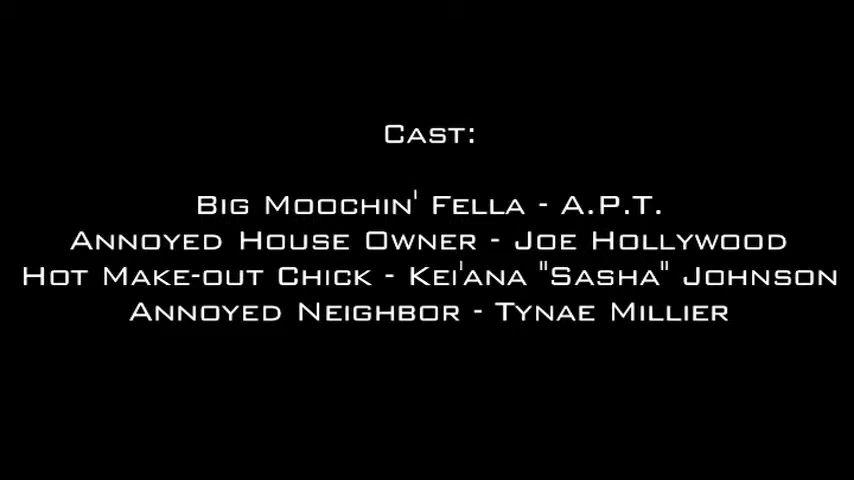 Cast:
Big Moochin' Fella - A.P.T.
Annoyed House Owner - Joe Hollywood
Hot Make-out Chick - Kei'ana "Sasha" Johnson
Annoyed Neighbor - Tynae Millier